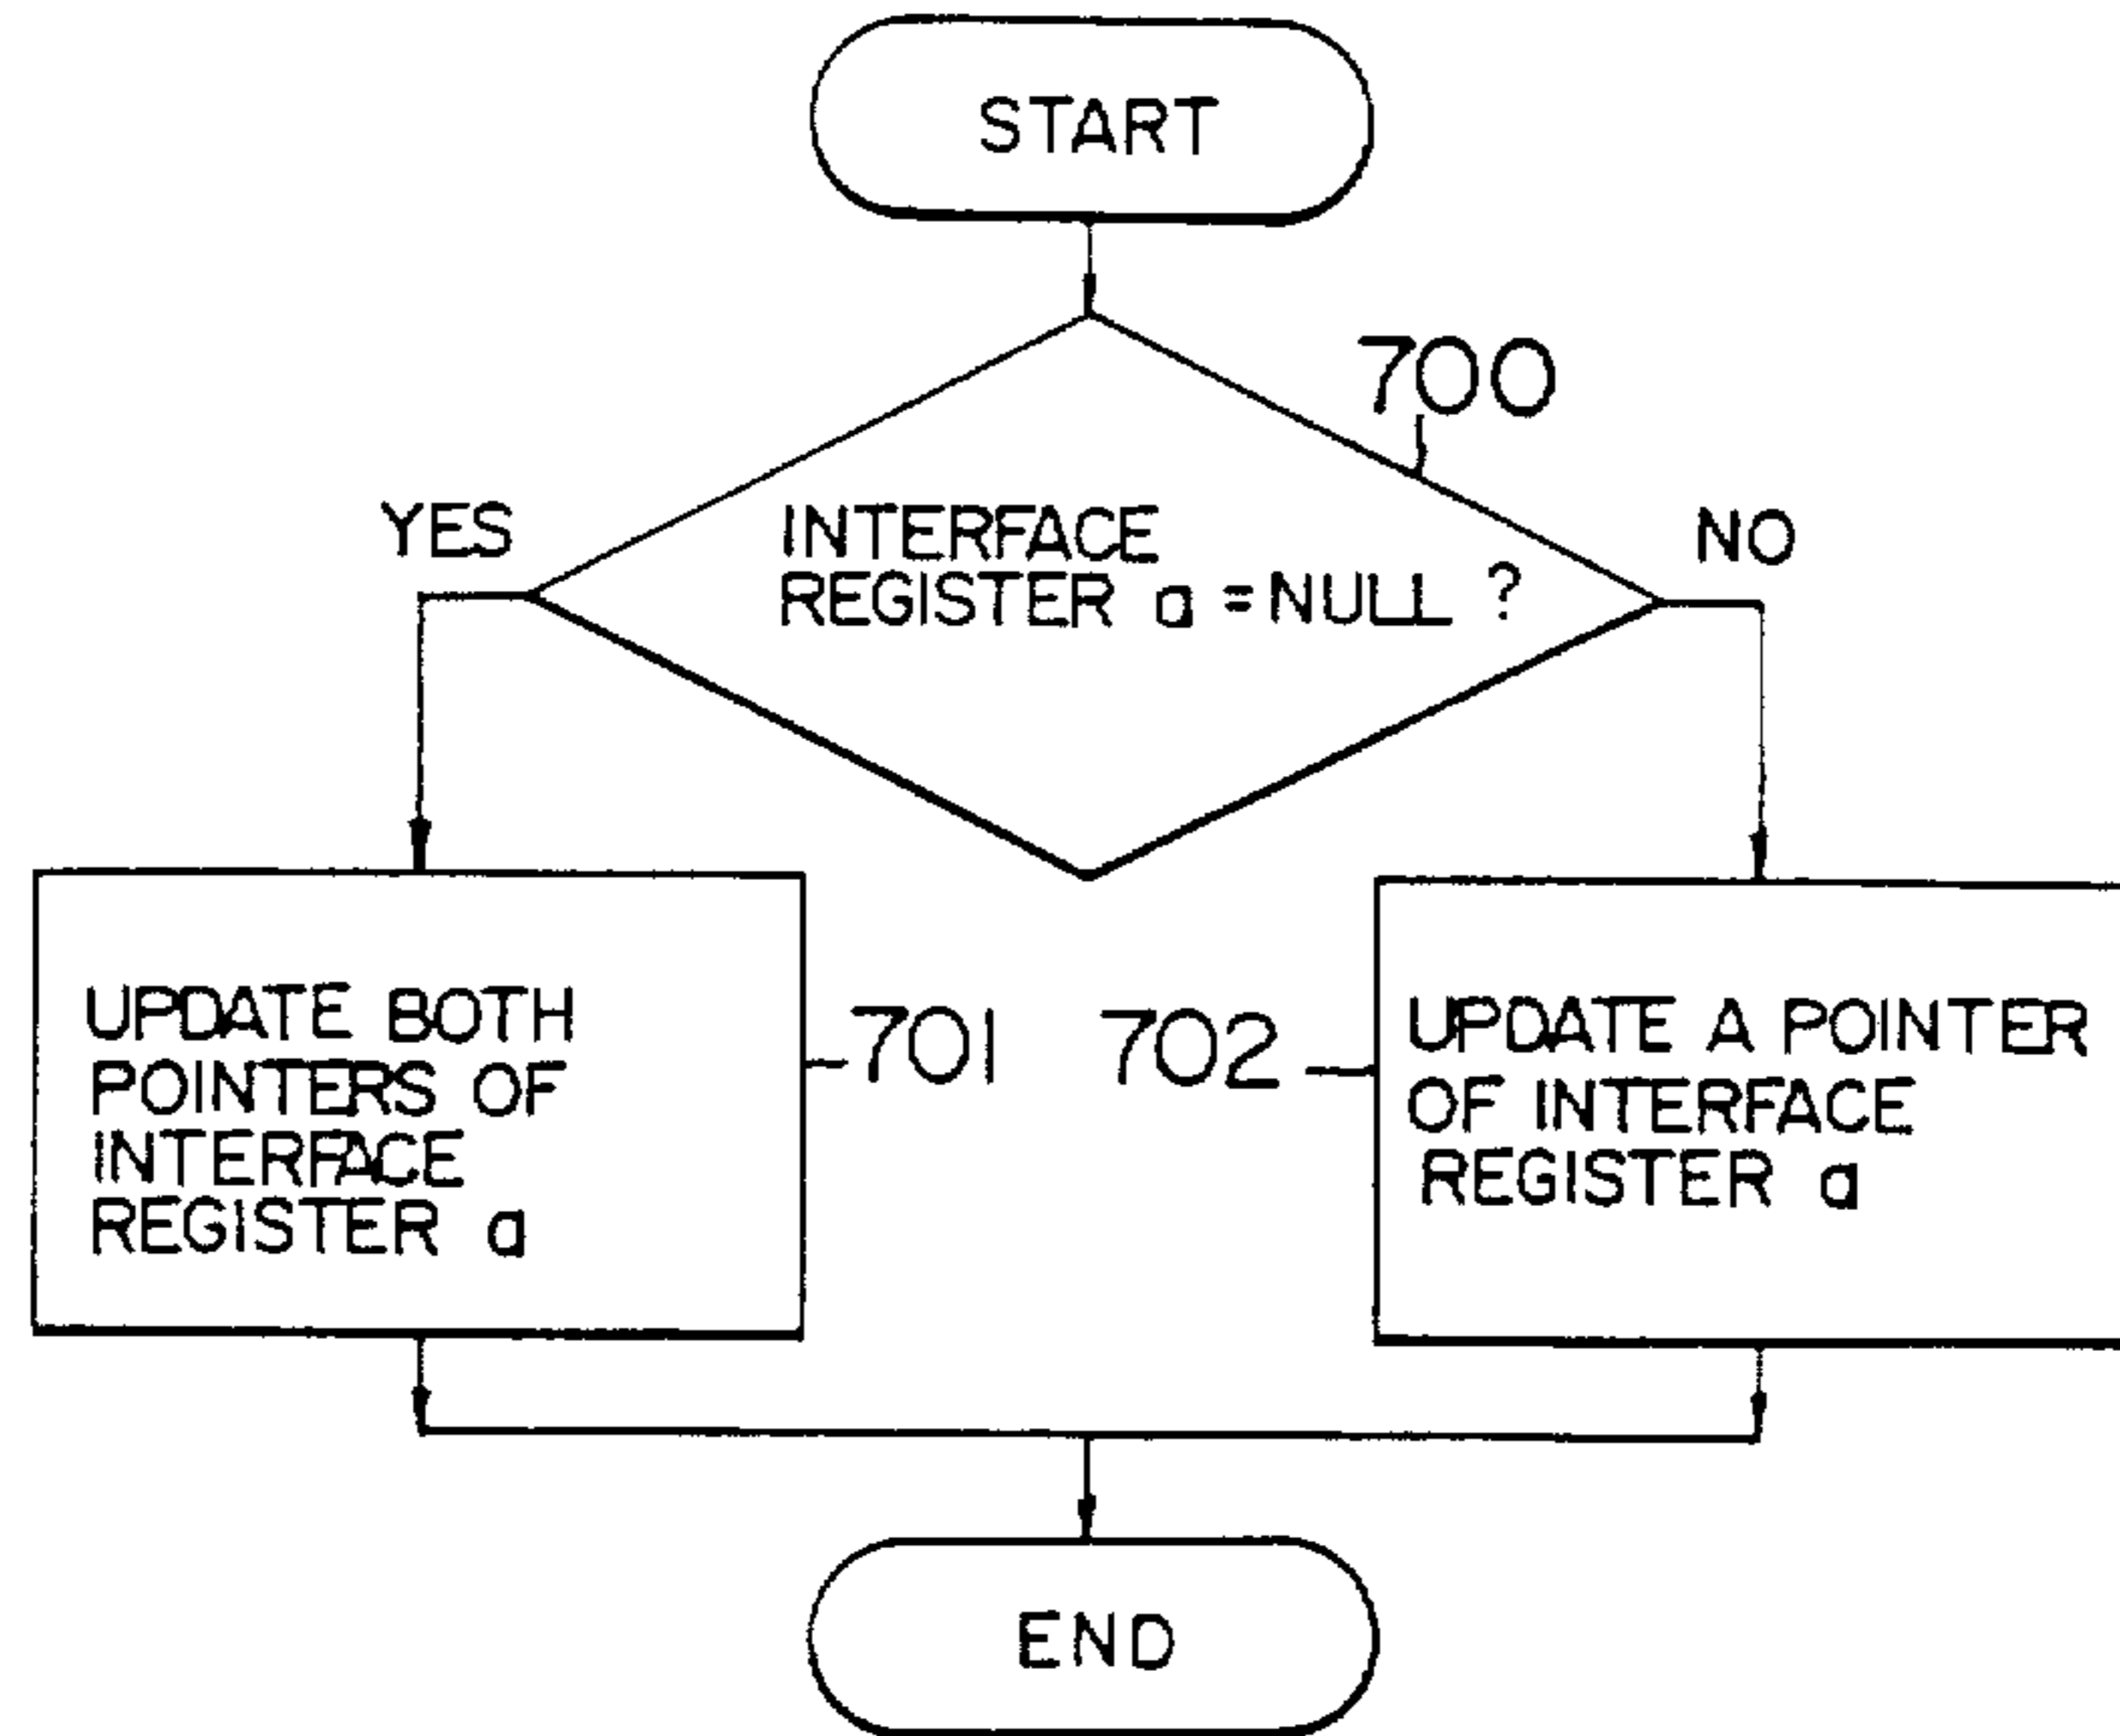 START
700
YES
INTERFACE
REGISTER a = NULL ?
NO
UPDATE BOTH
POINTERS OF
INTERFACE
REGISTER a
701
702
UPDATE A POINTER
OF INTERFACE
REGISTER a
END